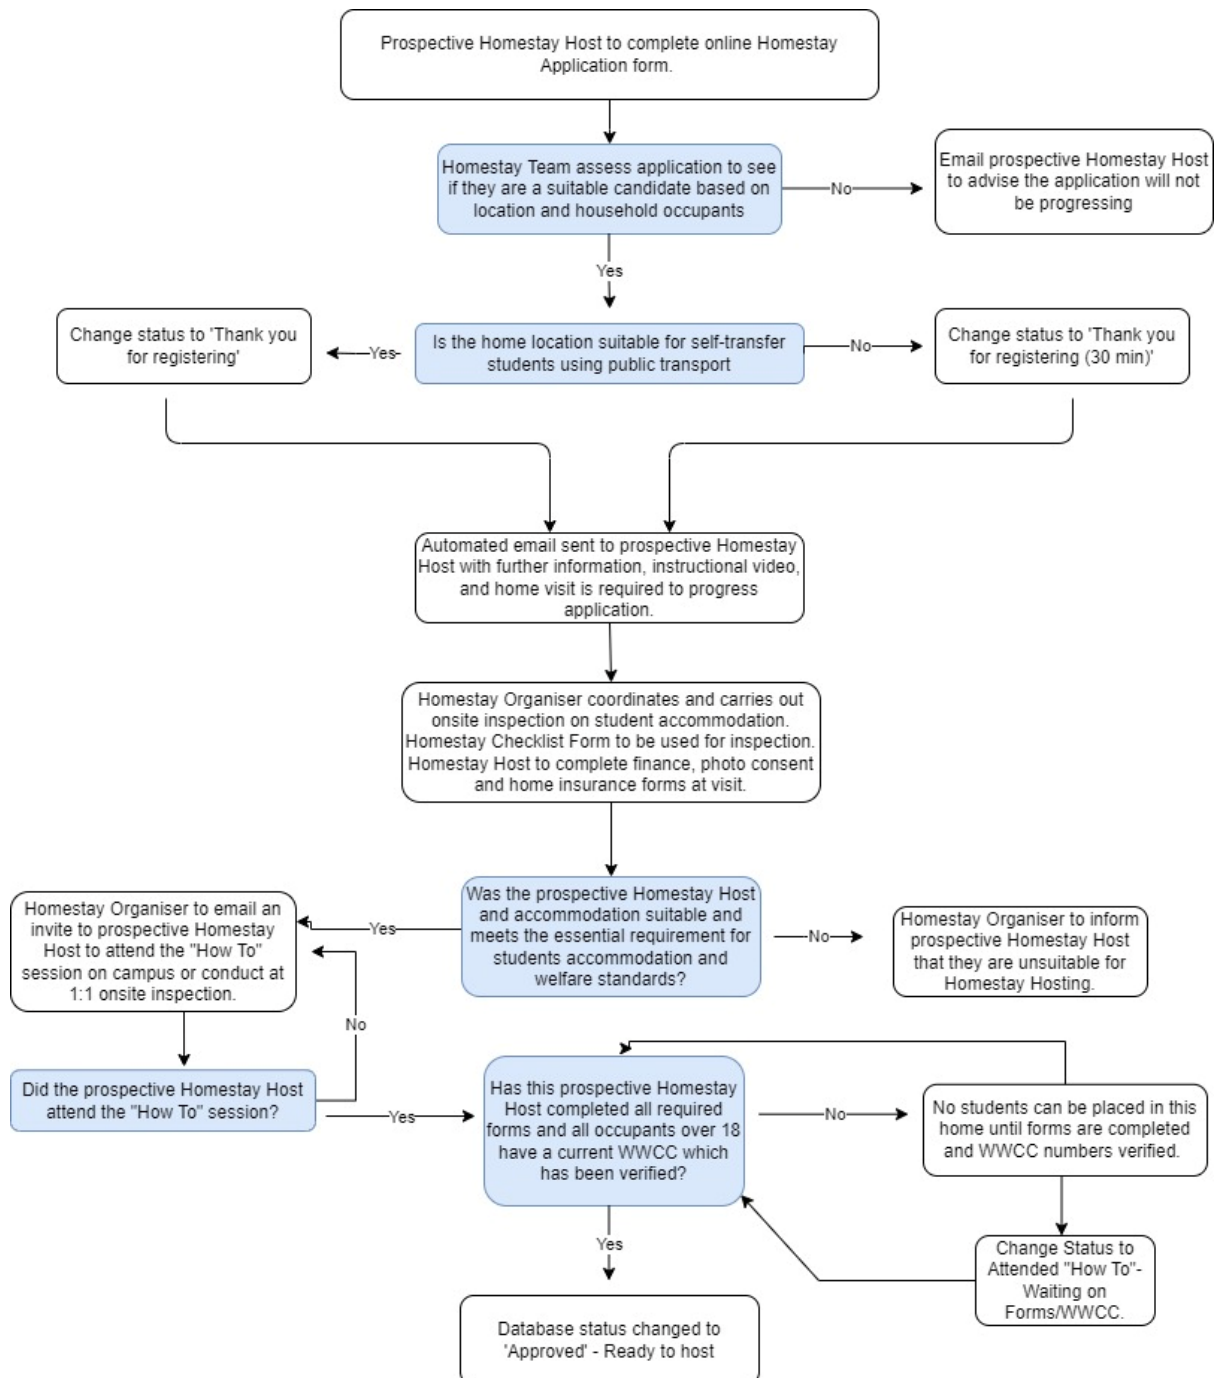 Prospective Homestay Host to complete online Homestay
Application form.
Homestay Team assess application to see
if they are a suitable candidate based on
location and household occupants
No
Email prospective Homestay Host
to advise the application will not
be progressing
Yes
Change status to 'Thank you
for registering'
Yes
Is the home location suitable for self-transfer
students using public transport
No
Change status to 'Thank you
for registering (30 min)'
Automated email sent to prospective Homestay
Host with further information, instructional video,
and home visit is required to progress
application.
Homestay Organiser coordinates and carries out
onsite inspection on student accommodation.
Homestay Checklist Form to be used for inspection.
Homestay Host to complete finance, photo consent
and home insurance forms at visit.
Was the prospective Homestay Host
and accommodation suitable and
meets the essential requirement for
students accommodation and
welfare standards?
Yes
No
Homestay Organiser to email an
invite to prospective Homestay
Host to attend the "How To"
session on campus or conduct at
1:1 onsite inspection.
Homestay Organiser to inform
prospective Homestay Host
that they are unsuitable for
Homestay Hosting.
No
Did the prospective Homestay Host
attend the "How To" session?
Yes
Has this prospective Homestay
Host completed all required
forms and all occupants over 18
have a current WWCC which
has been verified?
No
No students can be placed in this
home until forms are completed
and WWCC numbers verified.
Yes
Change Status to
Attended "How To"-
Waiting on
Forms/WWCC.
Database status changed to
'Approved' - Ready to host